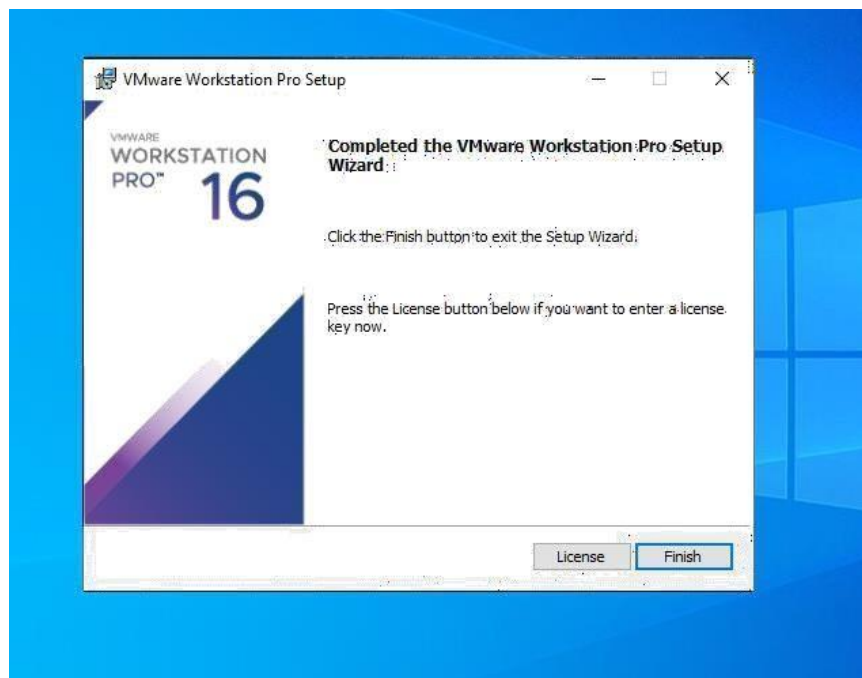 VMware Workstation Pro Setup
VMWARE
WORKSTATION
PRO™ 16
Completed the VMware Workstation Pro Setup
Wizard
Click the Finish button to exit the Setup Wizard.
Press the License button below if you want to enter a license
key now.
License Finish